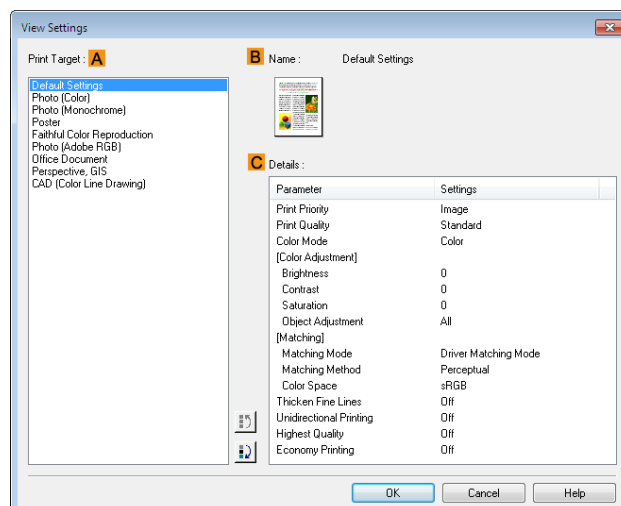 View Settings
Print Target : A
Default Settings
Photo (Color)
Photo (Monochrome)
Poster
Faithful Color Reproduction
Photo (Adobe RGB)
Office Document
Perspective, GIS
CAD (Color Line Drawing)
B Name : Default Settings
C Details :
Parameter Settings
Print Priority Image
Print Quality Standard
Color Mode Color
[Color Adjustment]
Brightness 0
Contrast 0
Saturation 0
Object Adjustment All
[Matching]
Matching Mode Driver Matching Mode
Matching Method Perceptual
Color Space sRGB
Thicken Fine Lines Off
Unidirectional Printing Off
Highest Quality Off
Economy Printing Off
OK Cancel Help